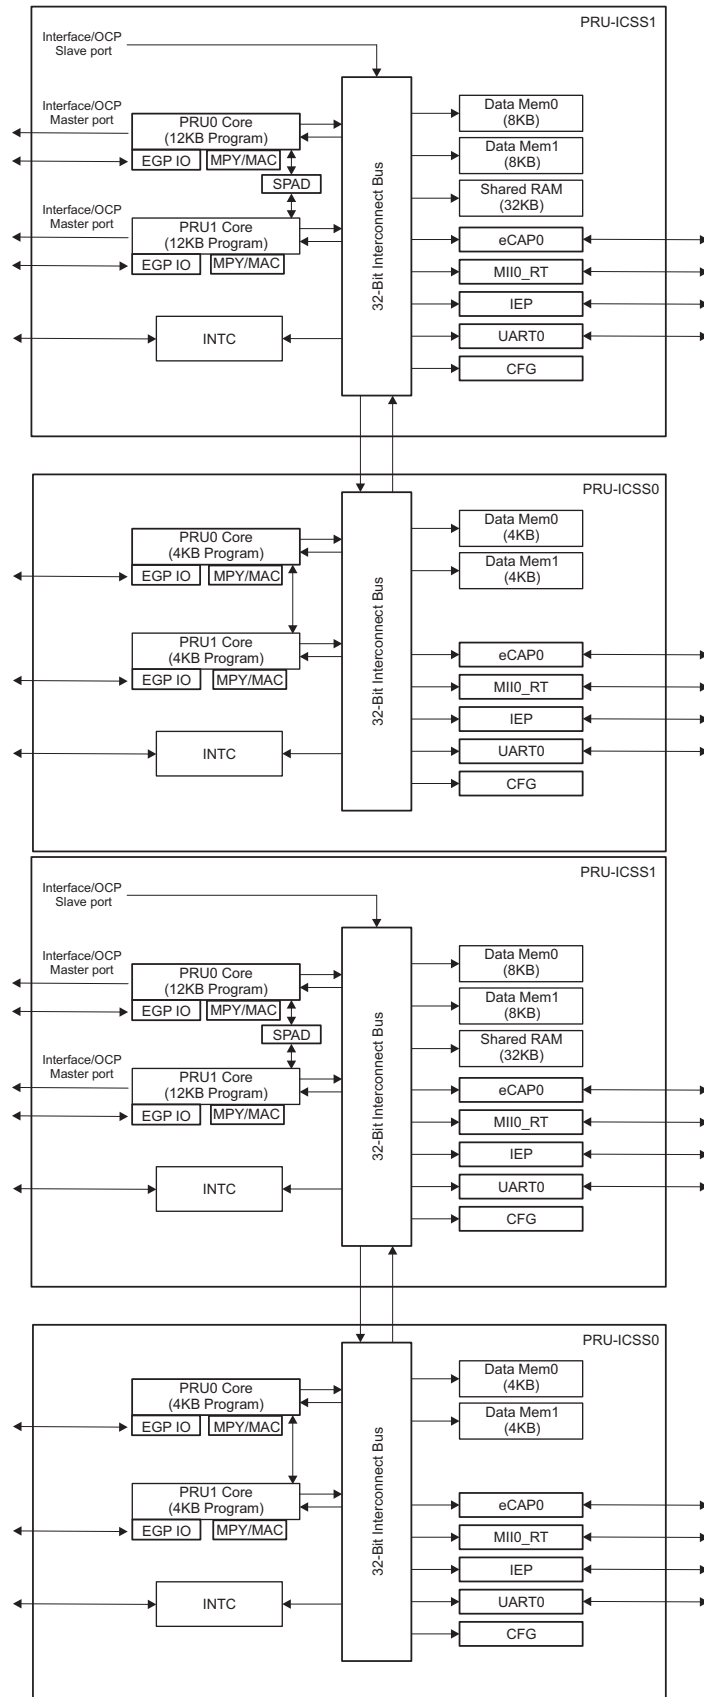 PRU-ICSS1
Interface/OCP
Slave port
Interface/OCP
Master port
PRU0 Core
(12KB Program)
EGP IO
MPY/MAC
SPAD
Interface/OCP
Master port
PRU1 Core
(12KB Program)
EGP IO
MPY/MAC
INTC
32-Bit Interconnect Bus
Data Mem0
(8KB)
Data Mem1
(8KB)
Shared RAM
(32KB)
eCAP0
MII0_RT
IEP
UART0
CFG
PRU-ICSS0
PRU0 Core
(4KB Program)
EGP IO
MPY/MAC
PRU1 Core
(4KB Program)
EGP IO
MPY/MAC
INTC
32-Bit Interconnect Bus
Data Mem0
(4KB)
Data Mem1
(4KB)
eCAP0
MII0_RT
IEP
UART0
CFG
PRU-ICSS1
Interface/OCP
Slave port
Interface/OCP
Master port
PRU0 Core
(12KB Program)
EGP IO
MPY/MAC
SPAD
Interface/OCP
Master port
PRU1 Core
(12KB Program)
EGP IO
MPY/MAC
INTC
32-Bit Interconnect Bus
Data Mem0
(8KB)
Data Mem1
(8KB)
Shared RAM
(32KB)
eCAP0
MII0_RT
IEP
UART0
CFG
PRU-ICSS0
PRU0 Core
(4KB Program)
EGP IO
MPY/MAC
PRU1 Core
(4KB Program)
EGP IO
MPY/MAC
INTC
32-Bit Interconnect Bus
Data Mem0
(4KB)
Data Mem1
(4KB)
eCAP0
MII0_RT
IEP
UART0
CFG